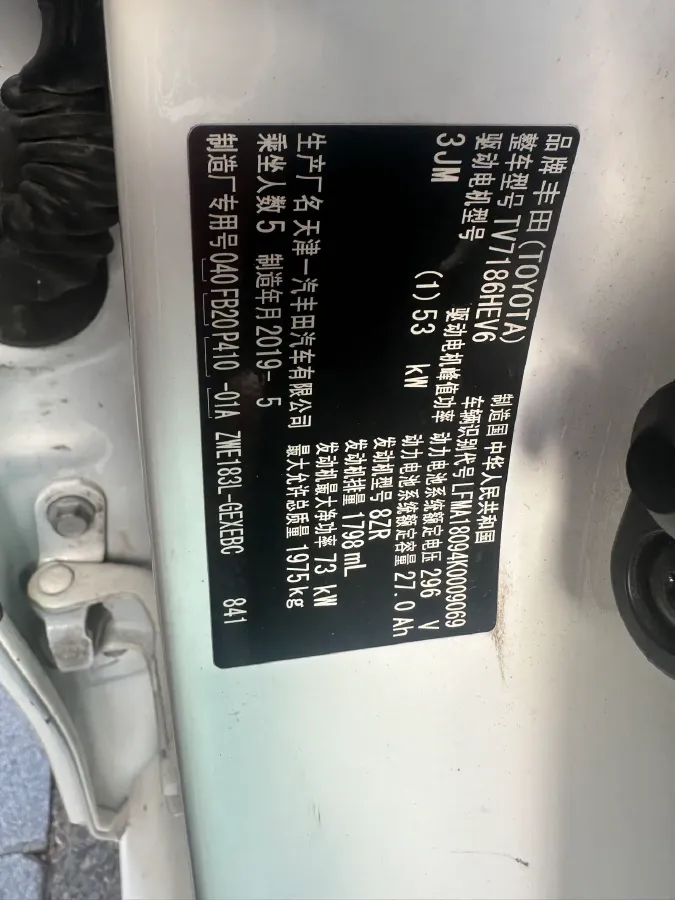 品牌 丰田(TOYOTA) 制造国 中华人民共和国
整车型号 TV7186HEV6 车辆识别代号 LFMA18094K0009069
驱动电机型号 驱动电机峰值功率 动力电池系统额定电压 296 V
3JM (1) 53 kW 动力电池系统额定容量 27.0 Ah
发动机型号 8ZR
发动机排量 1798 mL
生产厂名 天津一汽丰田汽车有限公司 发动机最大净功率 73 kW
乘坐人数 5 制造年月 2019- 5 最大允许总质量 1975 kg
制造厂专用号 040 FB20 P410 -01A ZWE183L-GEXEBC 841